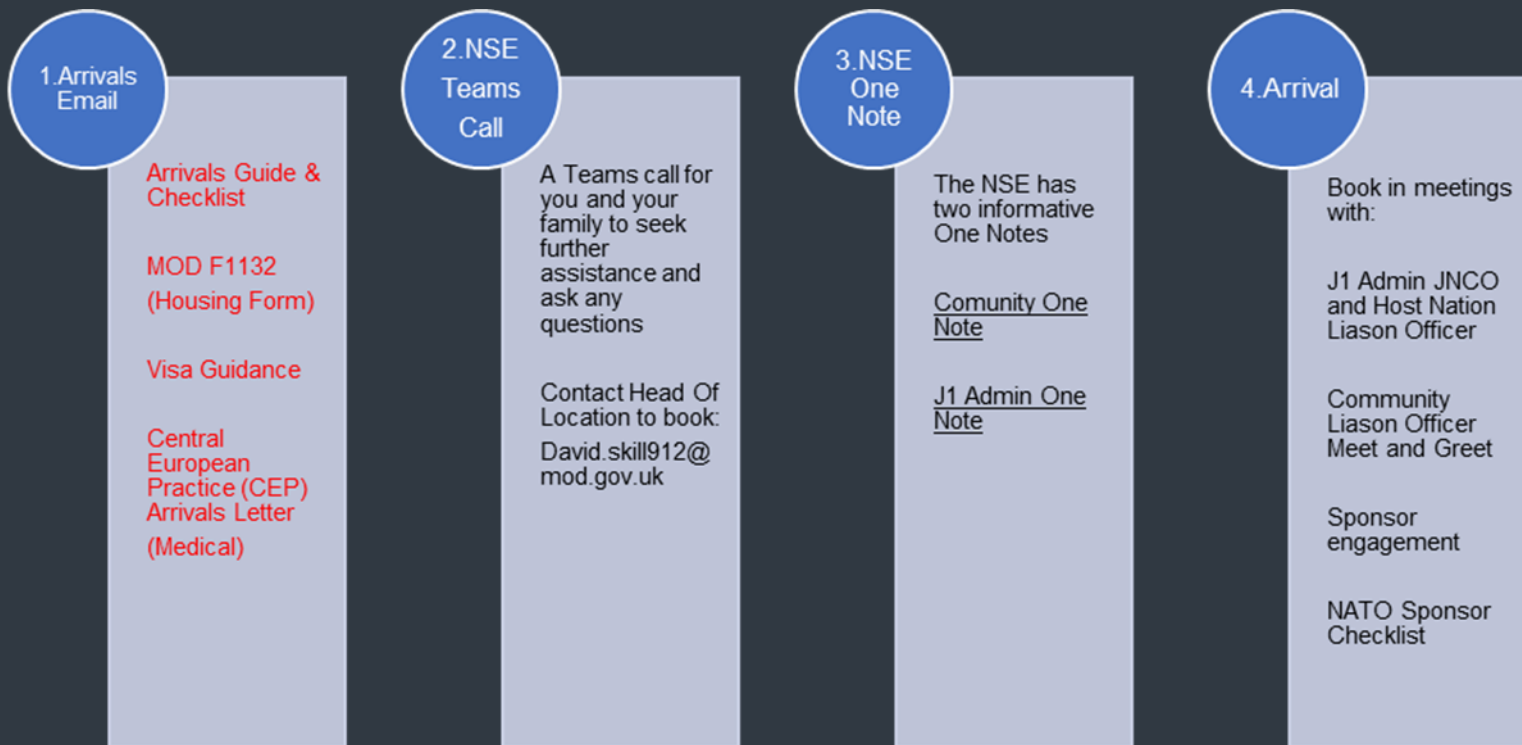 1.Arrivals
Email
Arrivals Guide &
Checklist
MOD F1132
(Housing Form)
Visa Guidance
Central
European
Practice (CEP)
Arrivals Letter
(Medical)
2.NSE
Teams
Call
A Teams call for
you and your
family to seek
further
assistance and
ask any
questions
Contact Head Of
Location to book:
David.skill912@
mod.gov.uk
3.NSE
One
Note
The NSE has
two informative
One Notes
Comunity One
Note
J1 Admin One
Note
4.Arrival
Book in meetings
with:
J1 Admin JNCO
and Host Nation
Liason Officer
Community
Liason Officer
Meet and Greet
Sponsor
engagement
NATO Sponsor
Checklist